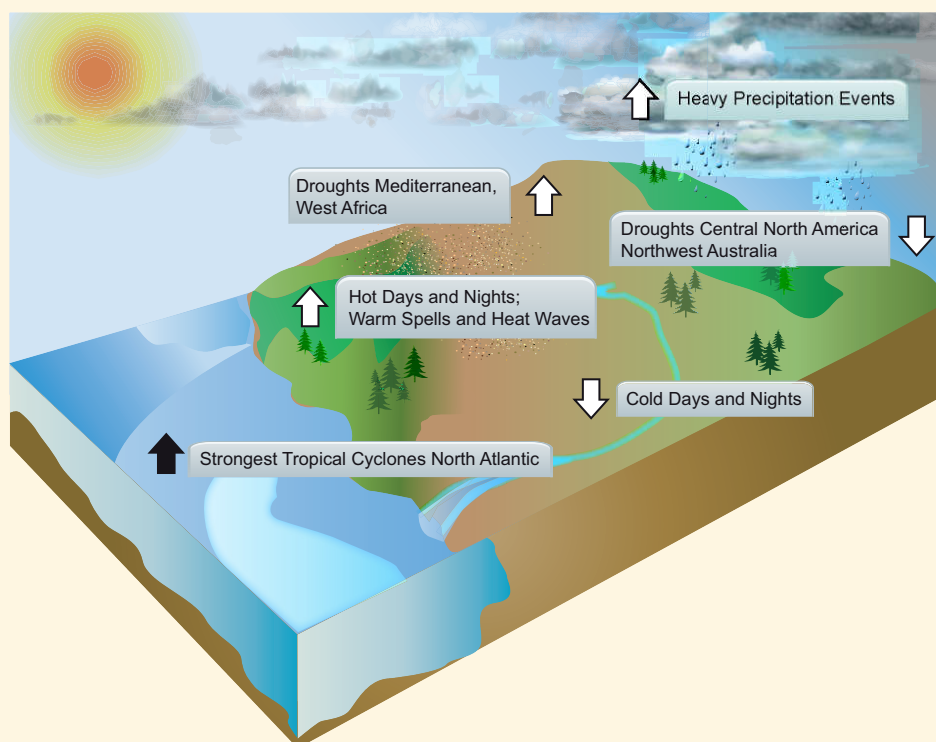 Heavy Precipitation Events
Droughts Mediterranean,
West Africa
Droughts Central North America
Northwest Australia
Hot Days and Nights;
Warm Spells and Heat Waves
Cold Days and Nights
Strongest Tropical Cyclones North Atlantic